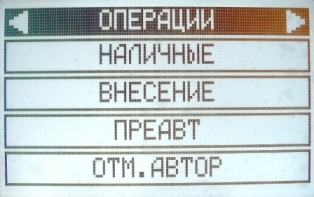 ОПЕРАЦИИ
НАЛИЧНЫЕ
ВНЕСЕНИЕ
ПРЕАВТ
ОТМ.АВТОР